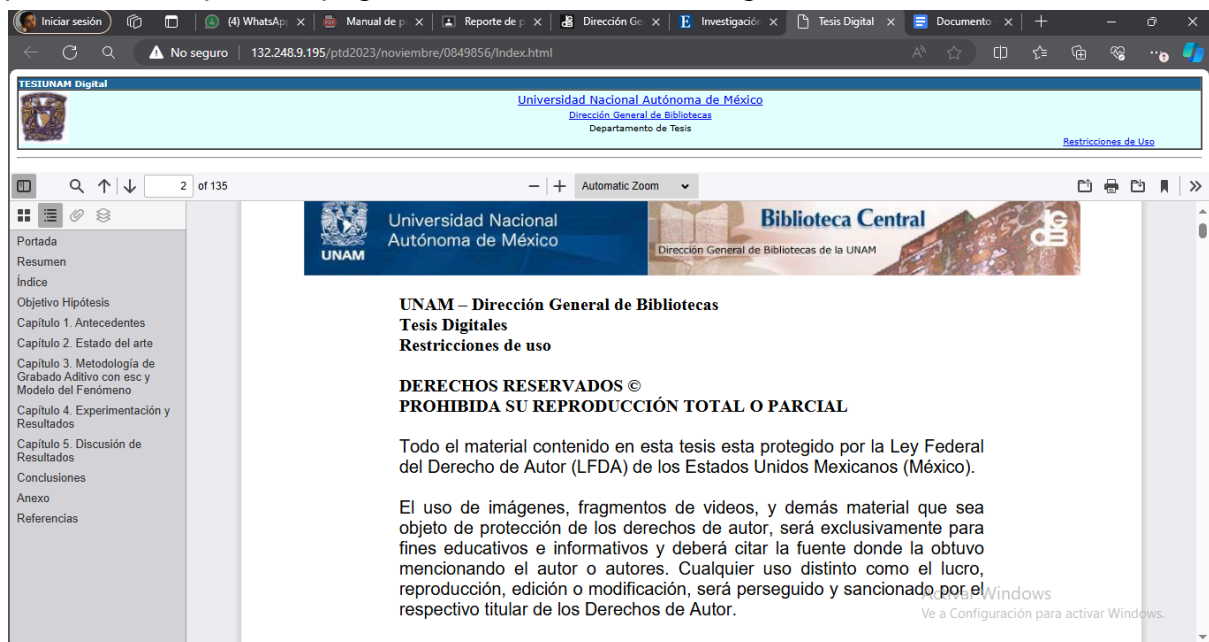 Iniciar sesión
(4) WhatsAp
Manual de p
Reporte de p
Dirección Ge
Investigación
Tesis Digital
Documento
No seguro | 132.248.9.195/ptd2023/noviembre/0849856/Index.html
TESIUNAM Digital
Universidad Nacional Autónoma de México
Dirección General de Bibliotecas
Departamento de Tesis
Restricciones de Uso
2 of 135
Automatic Zoom
Portada
Resumen
Índice
Objetivo Hipótesis
Capítulo 1. Antecedentes
Capítulo 2. Estado del arte
Capítulo 3. Metodología de
Grabado Aditivo con esc y
Modelo del Fenómeno
Capítulo 4. Experimentación y
Resultados
Capítulo 5. Discusión de
Resultados
Conclusiones
Anexo
Referencias
UNAM
Universidad Nacional
Autónoma de México
Biblioteca Central
Dirección General de Bibliotecas de la UNAM
UNAM – Dirección General de Bibliotecas
Tesis Digitales
Restricciones de uso
DERECHOS RESERVADOS ©
PROHIBIDA SU REPRODUCCIÓN TOTAL O PARCIAL
Todo el material contenido en esta tesis esta protegido por la Ley Federal
del Derecho de Autor (LFDA) de los Estados Unidos Mexicanos (México).
El uso de imágenes, fragmentos de videos, y demás material que sea
objeto de protección de los derechos de autor, será exclusivamente para
fines educativos e informativos y deberá citar la fuente donde la obtuvo
mencionando el autor o autores. Cualquier uso distinto como el lucro,
reproducción, edición o modificación, será perseguido y sancionado por el
respectivo titular de los Derechos de Autor.
Activar Windows
Ve a Configuración para activar Windows.